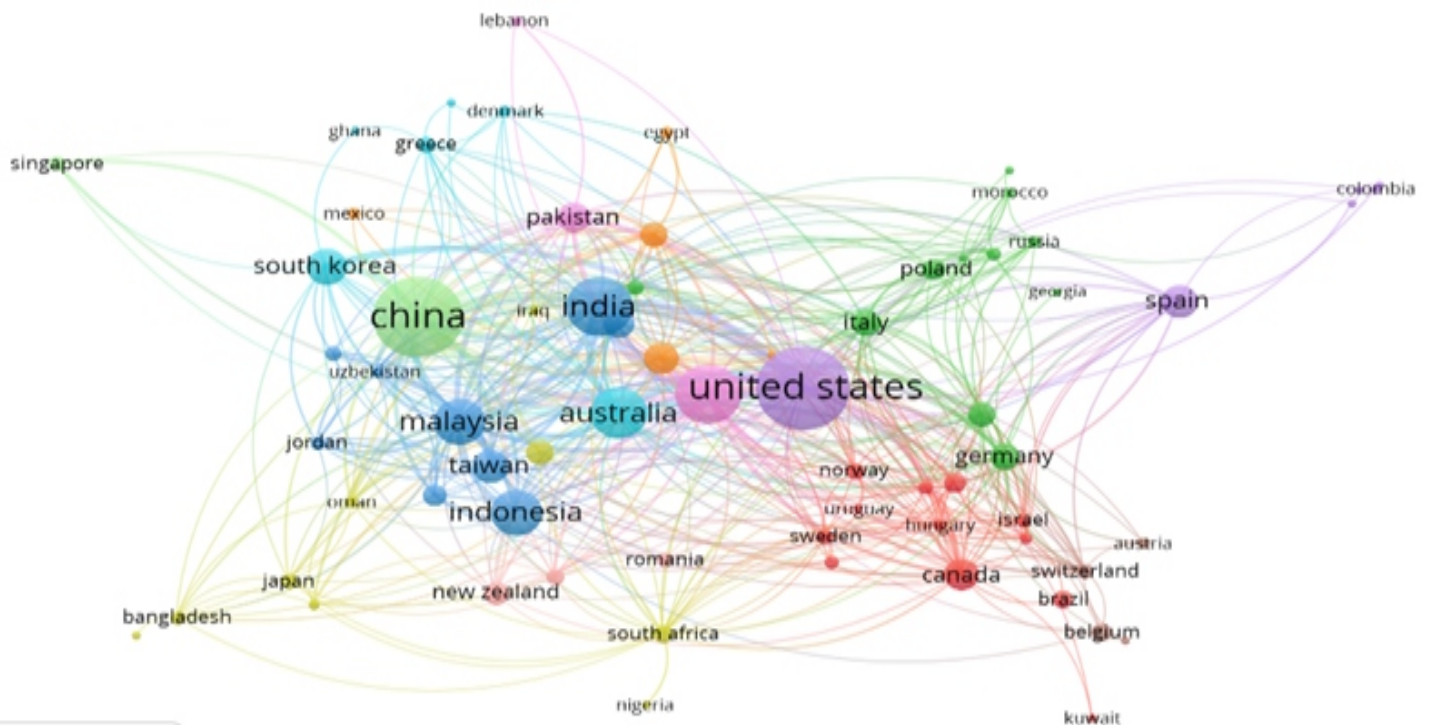 lebanon
denmark
ghana
greece
egypt
singapore
morocco
colombia
mexico
pakistan
russia
south korea
poland
georgia
spain
china
iraq
india
italy
uzbekistan
united states
malaysia
australia
jordan
taiwan
germany
norway
oman
indonesia
uruguay
hungary
israel
sweden
austria
romania
switzerland
japan
canada
new zealand
brazil
bangladesh
south africa
belgium
nigeria
kuwait